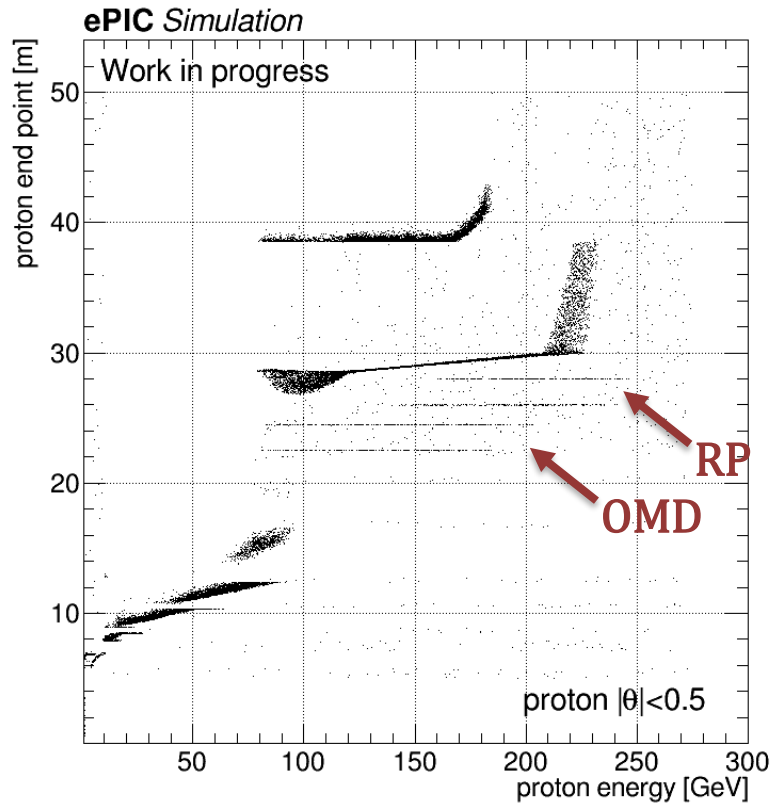 ePIC Simulation
Work in progress
proton end point [m]
50
40
30
20
10
RP
OMD
proton |θ|<0.5
50 100 150 200 250 300
proton energy [GeV]